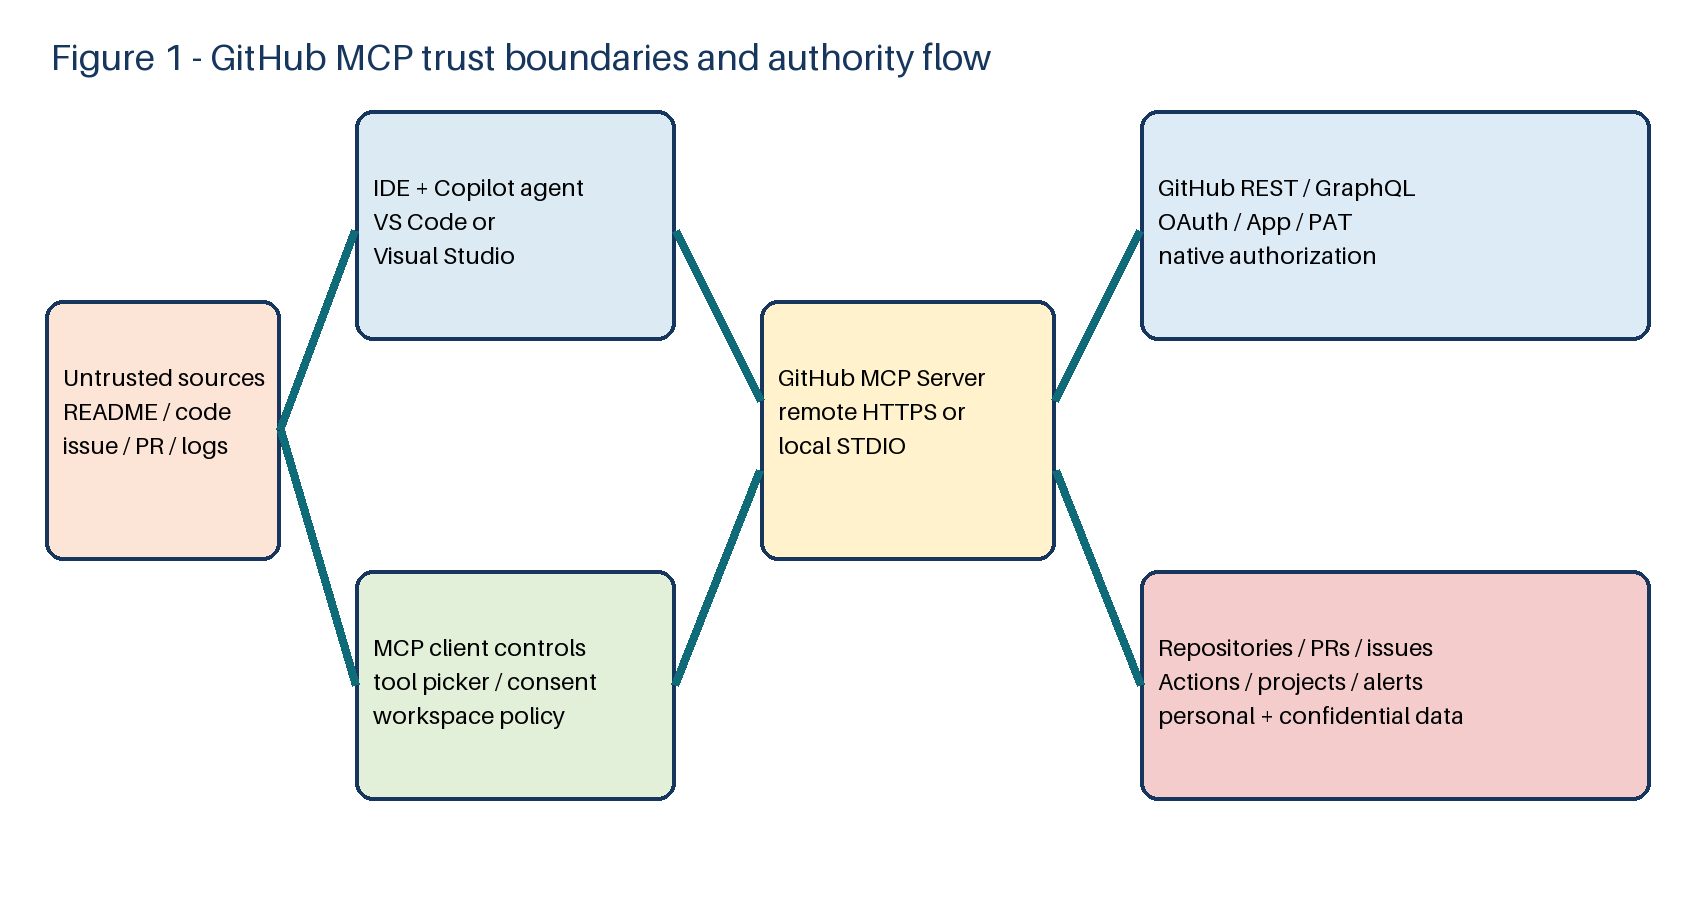 Figure 1 - GitHub MCP trust boundaries and authority flow
Untrusted sources
README / code
issue / PR / logs
IDE + Copilot agent
VS Code or
Visual Studio
MCP client controls
tool picker / consent
workspace policy
GitHub MCP Server
remote HTTPS or
local STDIO
GitHub REST / GraphQL
OAuth / App / PAT
native authorization
Repositories / PRs / issues
Actions / projects / alerts
personal + confidential data